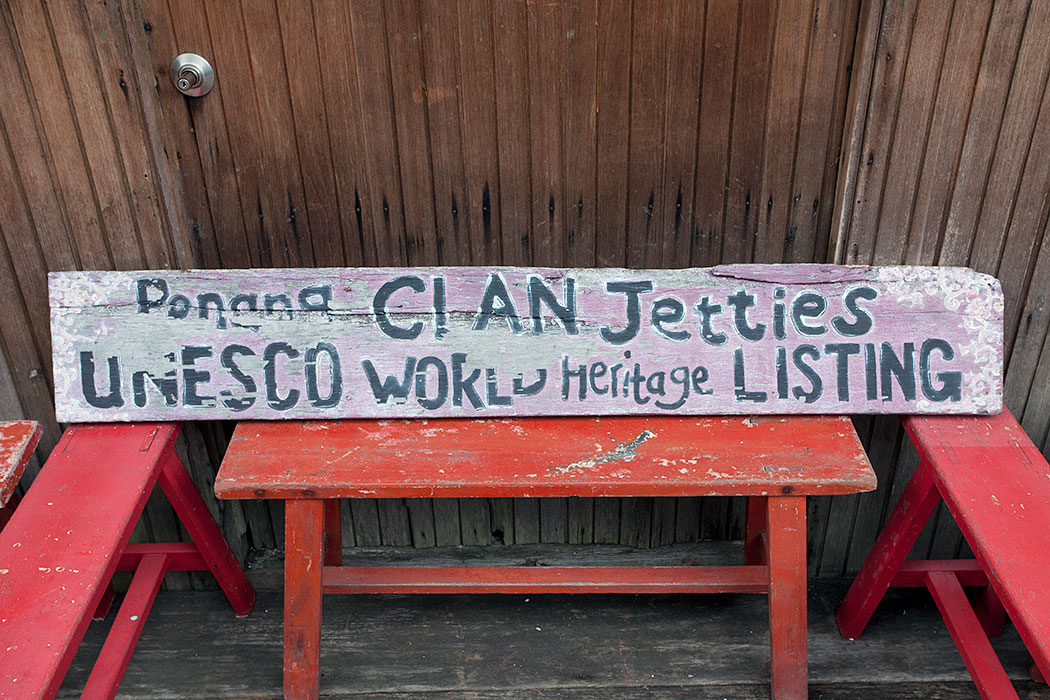 Penang CLAN Jetties
UNESCO WORLD Heritage LISTING